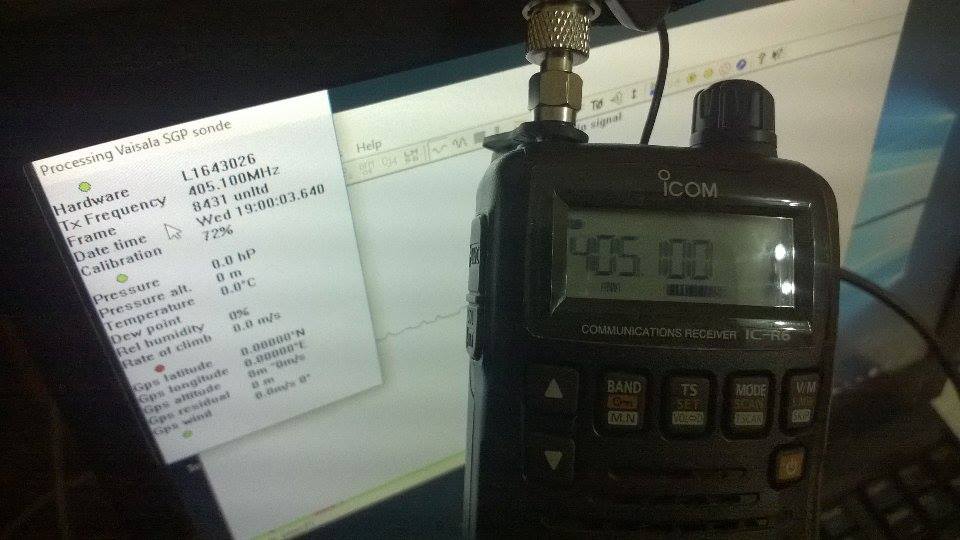 Processing Vaisala SGP sonde
Hardware L1643026
Tx Frequency 405.100MHz
Frame 8431 unltd
Date time Wed 19:00:03.640
Calibration 72%
Pressure 0.0 hP
Pressure alt. 0 m
Temperature 0.0°C
Dew point
Rel humidity 0%
Rate of climb 0.0 m/s
Gps latitude 0.00000°N
Gps longitude 0.00000°E
Gps altitude 0m
Gps residual 0 m
Gps wind 0.0m/s 0°
Help
signal
ICOM
405.100
COMMUNICATIONS RECEIVER IC-R6
BAND
M.N
TS
SET
MODE
SCAN
V/M
SKIP